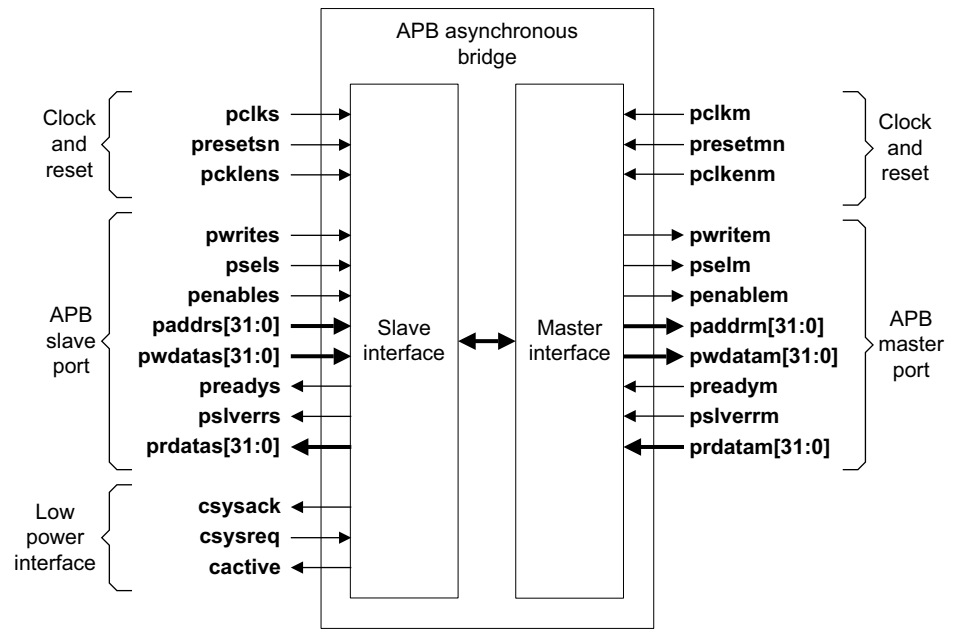 APB asynchronous
bridge
Clock
and
reset
pclks
presetsn
pcklens
APB
slave
port
pwrites
psels
penables
paddrs[31:0]
pwdatas[31:0]
preadys
pslverrs
prdatas[31:0]
Low
power
interface
csysack
csysreq
cactive
Slave
interface
Master
interface
pclkm
presetmn
pclkenm
Clock
and
reset
pwritem
pselm
penablem
paddrm[31:0]
pwdatam[31:0]
preadym
pslverrm
prdatam[31:0]
APB
master
port